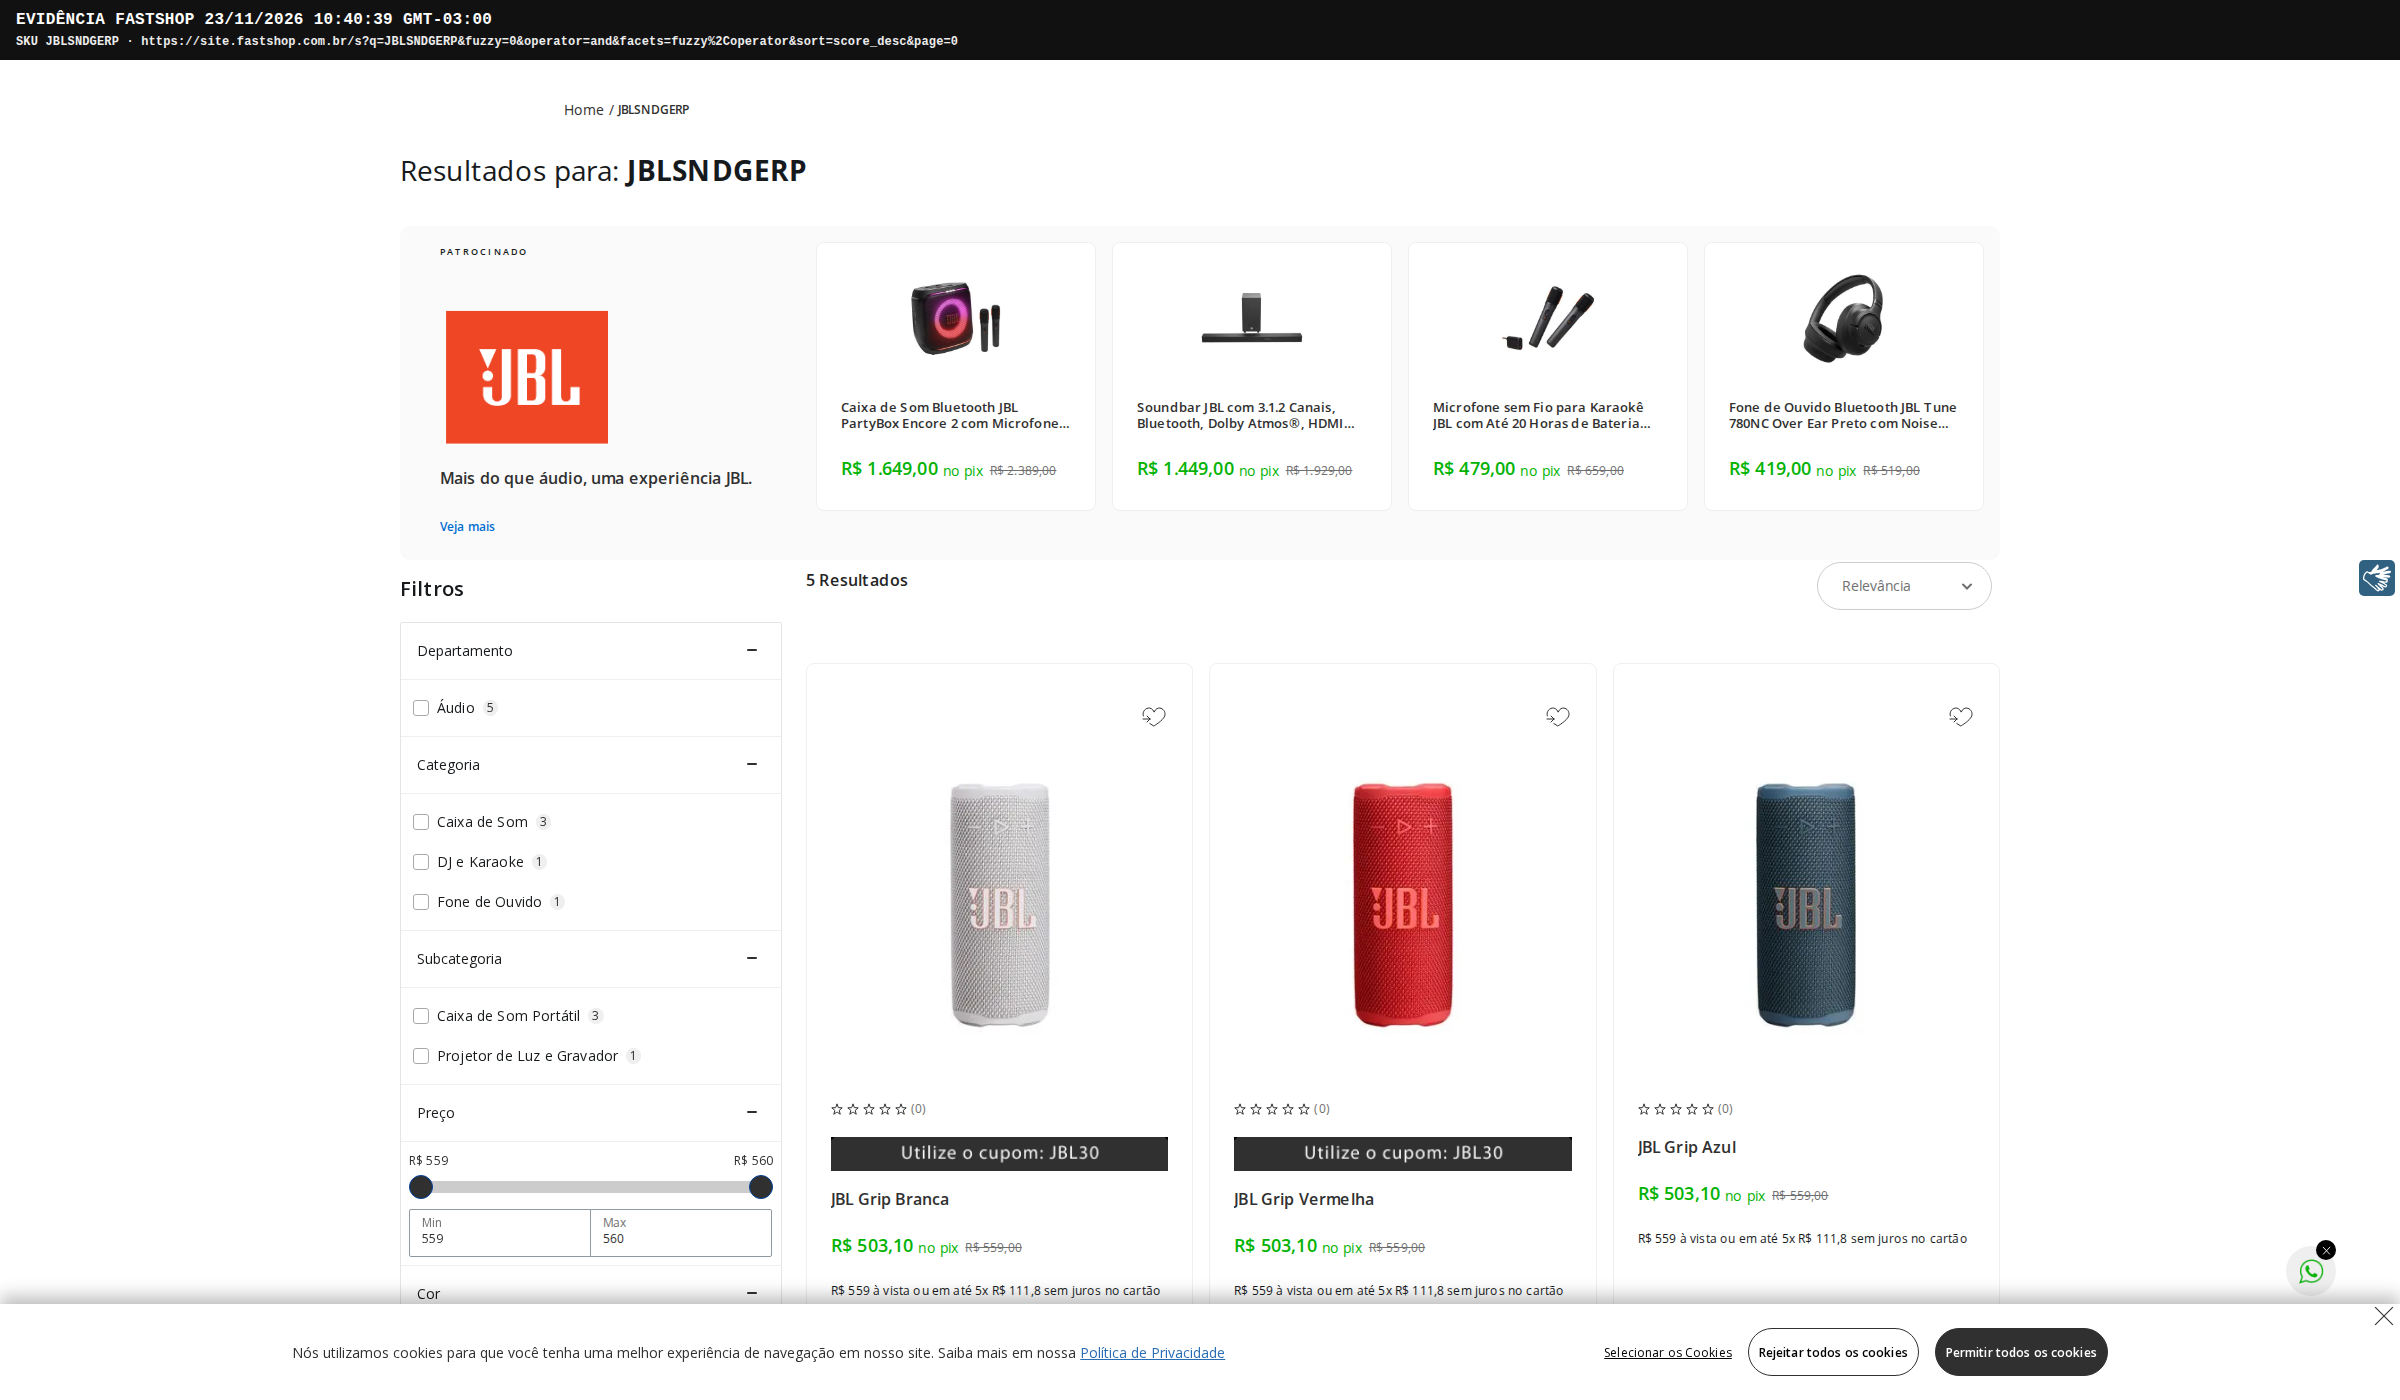 EVIDÊNCIA FASTSHOP 23/11/2026 10:40:39 GMT-03:00
SKU JBLSNDGERP · https://site.fastshop.com.br/s?q=JBLSNDGERP&fuzzy=0&operator=and&facets=fuzzy%2Coperator&sort=score_desc&page=0
Home / JBLSNDGERP
Resultados para: JBLSNDGERP
PATROCINADO
JBL
Mais do que áudio, uma experiência JBL.
Veja mais
Caixa de Som Bluetooth JBL
PartyBox Encore 2 com Microfone...
R$ 1.649,00 no pix R$ 2.389,00
Soundbar JBL com 3.1.2 Canais,
Bluetooth, Dolby Atmos®, HDMI...
R$ 1.449,00 no pix R$ 1.929,00
Microfone sem Fio para Karaokê
JBL com Até 20 Horas de Bateria...
R$ 479,00 no pix R$ 659,00
Fone de Ouvido Bluetooth JBL Tune
780NC Over Ear Preto com Noise...
R$ 419,00 no pix R$ 519,00
Filtros
Departamento
Áudio 5
Categoria
Caixa de Som 3
DJ e Karaoke 1
Fone de Ouvido 1
Subcategoria
Caixa de Som Portátil 3
Projetor de Luz e Gravador 1
Preço
R$ 559 R$ 560
Min
559
Max
560
Cor
5 Resultados
Relevância
JBL
(0)
Utilize o cupom: JBL30
JBL Grip Branca
R$ 503,10 no pix R$ 559,00
R$ 559 à vista ou em até 5x R$ 111,8 sem juros no cartão
JBL
(0)
Utilize o cupom: JBL30
JBL Grip Vermelha
R$ 503,10 no pix R$ 559,00
R$ 559 à vista ou em até 5x R$ 111,8 sem juros no cartão
JBL
(0)
JBL Grip Azul
R$ 503,10 no pix R$ 559,00
R$ 559 à vista ou em até 5x R$ 111,8 sem juros no cartão
Nós utilizamos cookies para que você tenha uma melhor experiência de navegação em nosso site. Saiba mais em nossa Política de Privacidade
Selecionar os Cookies
Rejeitar todos os cookies
Permitir todos os cookies